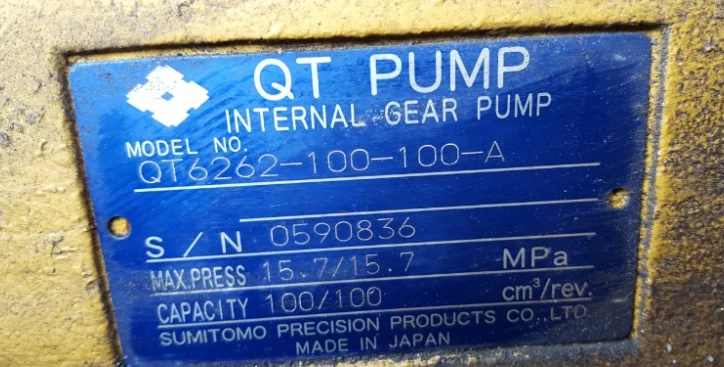 QT PUMP
INTERNAL GEAR PUMP
MODEL NO.
QT6262-100-100-A
S/N 0590836
MAX.PRESS 15.7/15.7 MPa
CAPACITY 100/100 cm³/rev.
SUMITOMO PRECISION PRODUCTS CO.,LTD.
MADE IN JAPAN